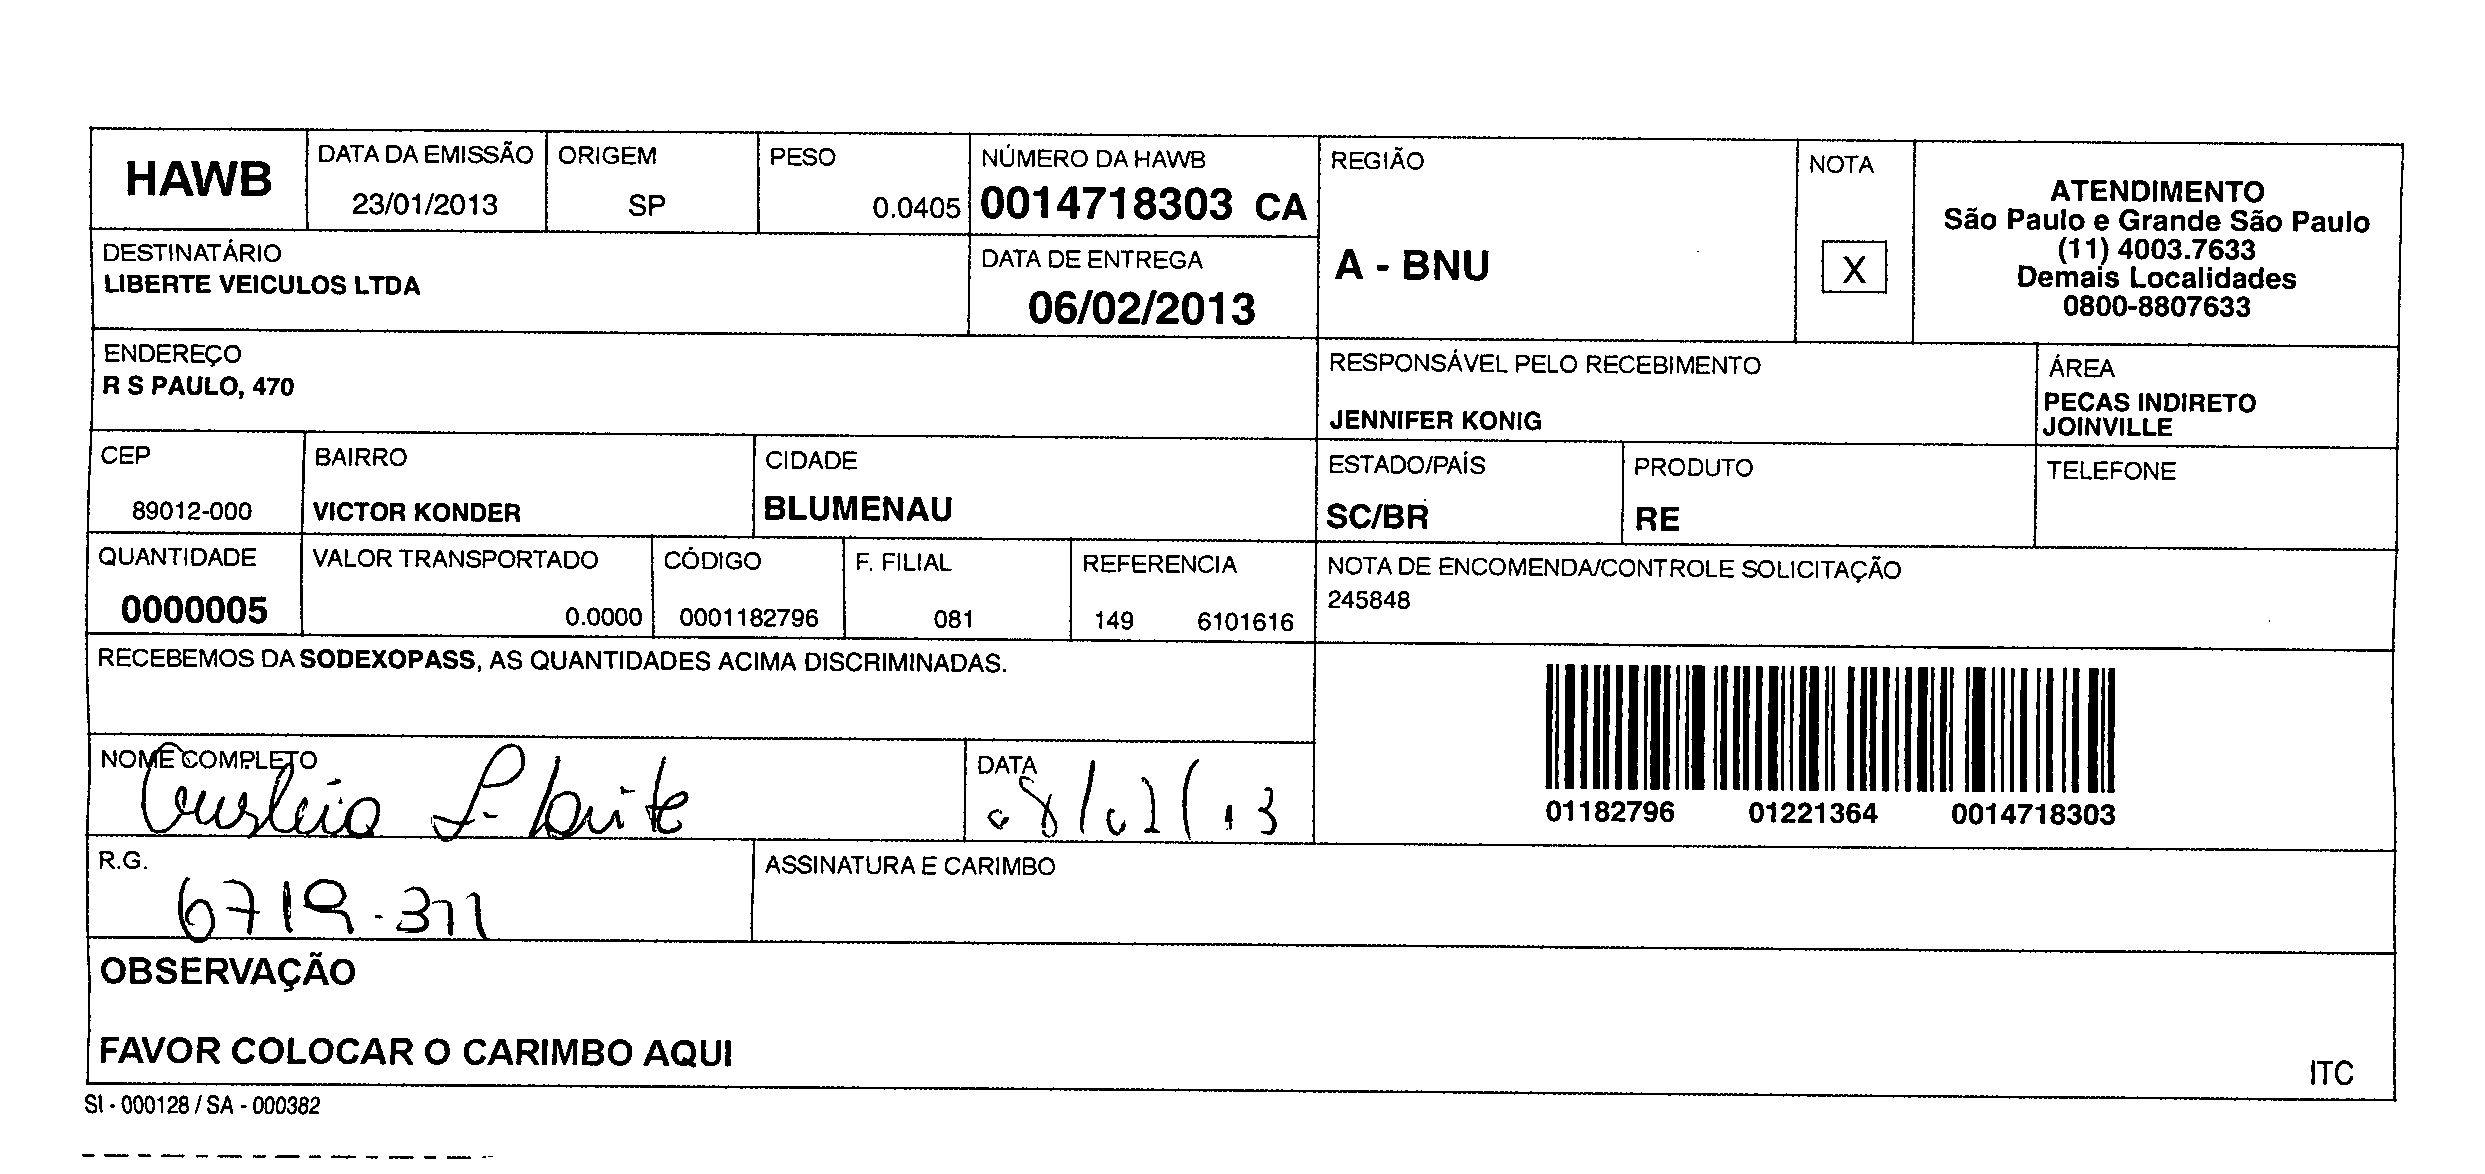 HAWB
DATA DA EMISSÃO
23/01/2013
ORIGEM
SP
PESO
0.0405
NÚMERO DA HAWB
0014718303 CA
REGIÃO
A - BNU
NOTA
X
ATENDIMENTO
São Paulo e Grande São Paulo
(11) 4003.7633
Demais Localidades
0800-8807633
DESTINATÁRIO
LIBERTE VEICULOS LTDA
DATA DE ENTREGA
06/02/2013
ENDEREÇO
R S PAULO, 470
RESPONSÁVEL PELO RECEBIMENTO
JENNIFER KONIG
ÁREA
PECAS INDIRETO
JOINVILLE
CEP
89012-000
BAIRRO
VICTOR KONDER
CIDADE
BLUMENAU
ESTADO/PAÍS
SC/BR
PRODUTO
RE
TELEFONE
QUANTIDADE
0000005
VALOR TRANSPORTADO
0.0000
CÓDIGO
0001182796
F. FILIAL
081
REFERENCIA
149 6101616
NOTA DE ENCOMENDA/CONTROLE SOLICITAÇÃO
245848
RECEBEMOS DA SODEXOPASS, AS QUANTIDADES ACIMA DISCRIMINADAS.
01182796 01221364 0014718303
NOME COMPLETO
DATA
08/02/13
R.G.
6719-311
ASSINATURA E CARIMBO
OBSERVAÇÃO
FAVOR COLOCAR O CARIMBO AQUI
ITC
SI - 000128 / SA - 000382